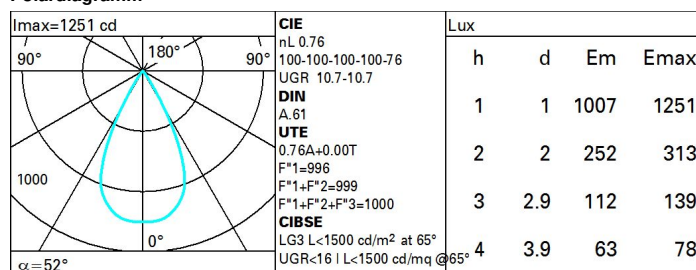 Imax=1251 cd
90° 180° 90°
1000
0°
α=52°
CIE
nL 0.76
100-100-100-100-76
UGR 10.7-10.7
DIN
A.61
UTE
0.76A+0.00T
F"1=996
F"1+F"2=999
F"1+F"2+F"3=1000
CIBSE
LG3 L<1500 cd/m² at 65°
UGR<16 | L<1500 cd/mq @65°
Lux
h d Em Emax
1 1 1007 1251
2 2 252 313
3 2.9 112 139
4 3.9 63 78